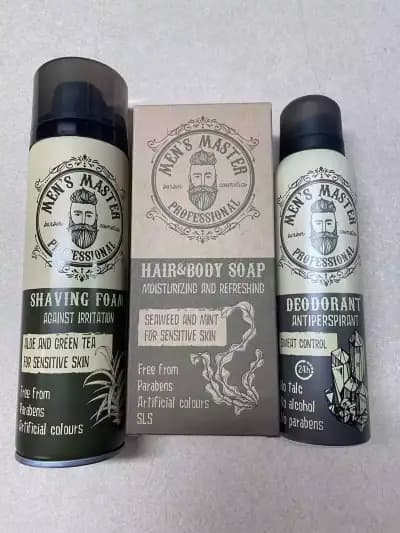 MEN'S MASTER
barber cosmetics
PROFESSIONAL
SHAVING FOAM
AGAINST IRRITATION
ALOE AND GREEN TEA
FOR SENSITIVE SKIN
Free from
Parabens
Artificial colours
MEN'S MASTER
barber cosmetics
PROFESSIONAL
HAIR&BODY SOAP
MOISTURIZING AND REFRESHING
SEAWEED AND MINT
FOR SENSITIVE SKIN
Free from
Parabens
Artificial colours
SLS
MEN'S MASTER
barber cosmetics
PROFESSIONAL
DEODORANT
ANTIPERSPIRANT
SWEAT CONTROL
24h
No talc
No alcohol
No parabens